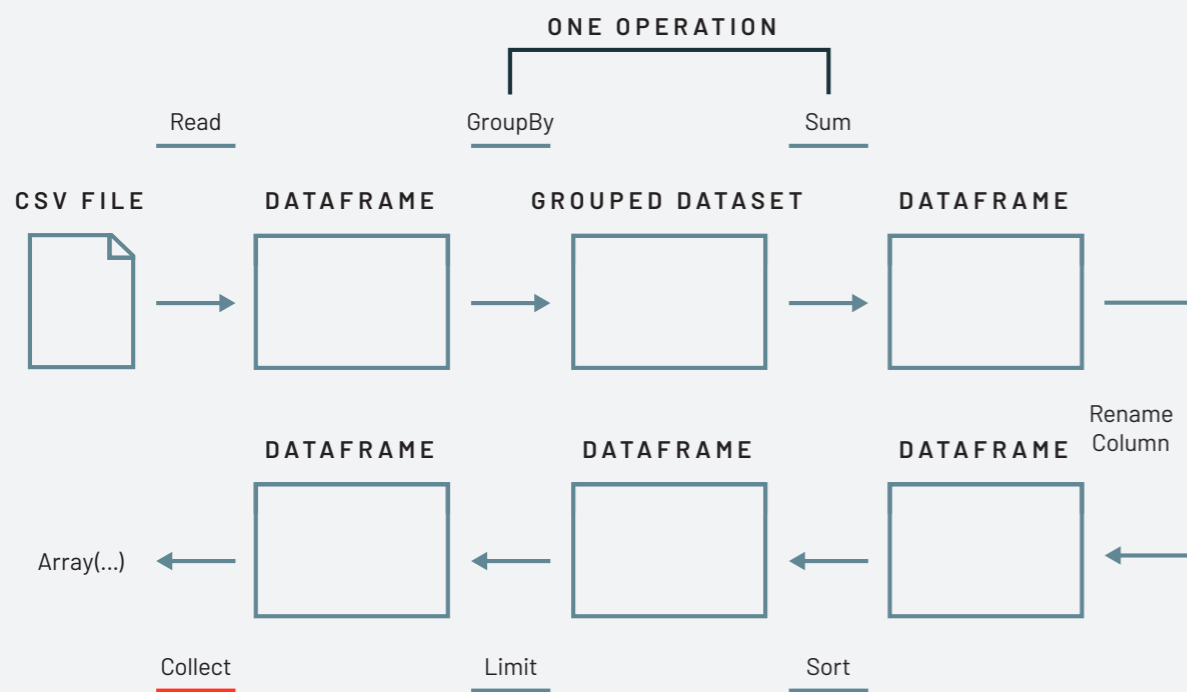 ONE OPERATION
Read
GroupBy
Sum
CSV FILE
DATAFRAME
GROUPED DATASET
DATAFRAME
Rename
Column
DATAFRAME
DATAFRAME
DATAFRAME
Array(...)
Collect
Limit
Sort